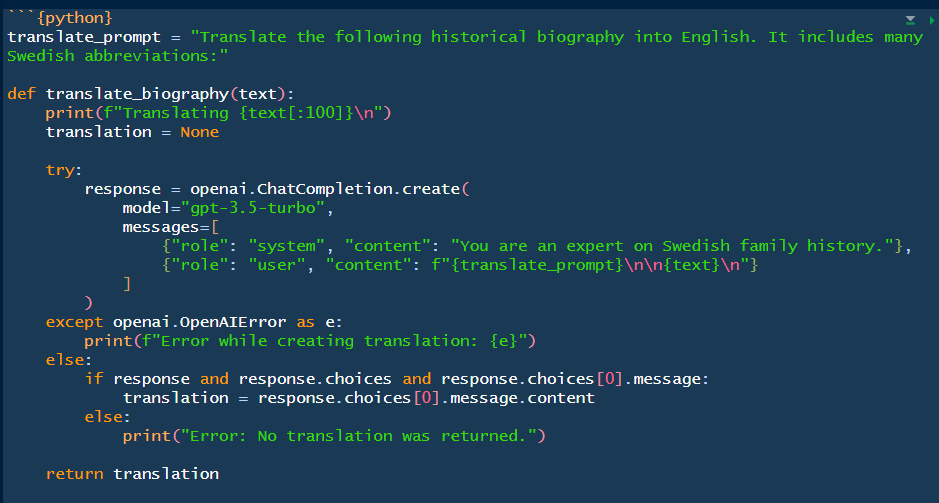 ```{python}
translate_prompt = "Translate the following historical biography into English. It includes many
Swedish abbreviations:"

def translate_biography(text):
    print(f"Translating {text[:100]}\n")
    translation = None

    try:
        response = openai.ChatCompletion.create(
            model="gpt-3.5-turbo",
            messages=[
                {"role": "system", "content": "You are an expert on Swedish family history."},
                {"role": "user", "content": f"{translate_prompt}\n\n{text}\n"}
            ]
        )
    except openai.OpenAIError as e:
        print(f"Error while creating translation: {e}")
    else:
        if response and response.choices and response.choices[0].message:
            translation = response.choices[0].message.content
        else:
            print("Error: No translation was returned.")

    return translation